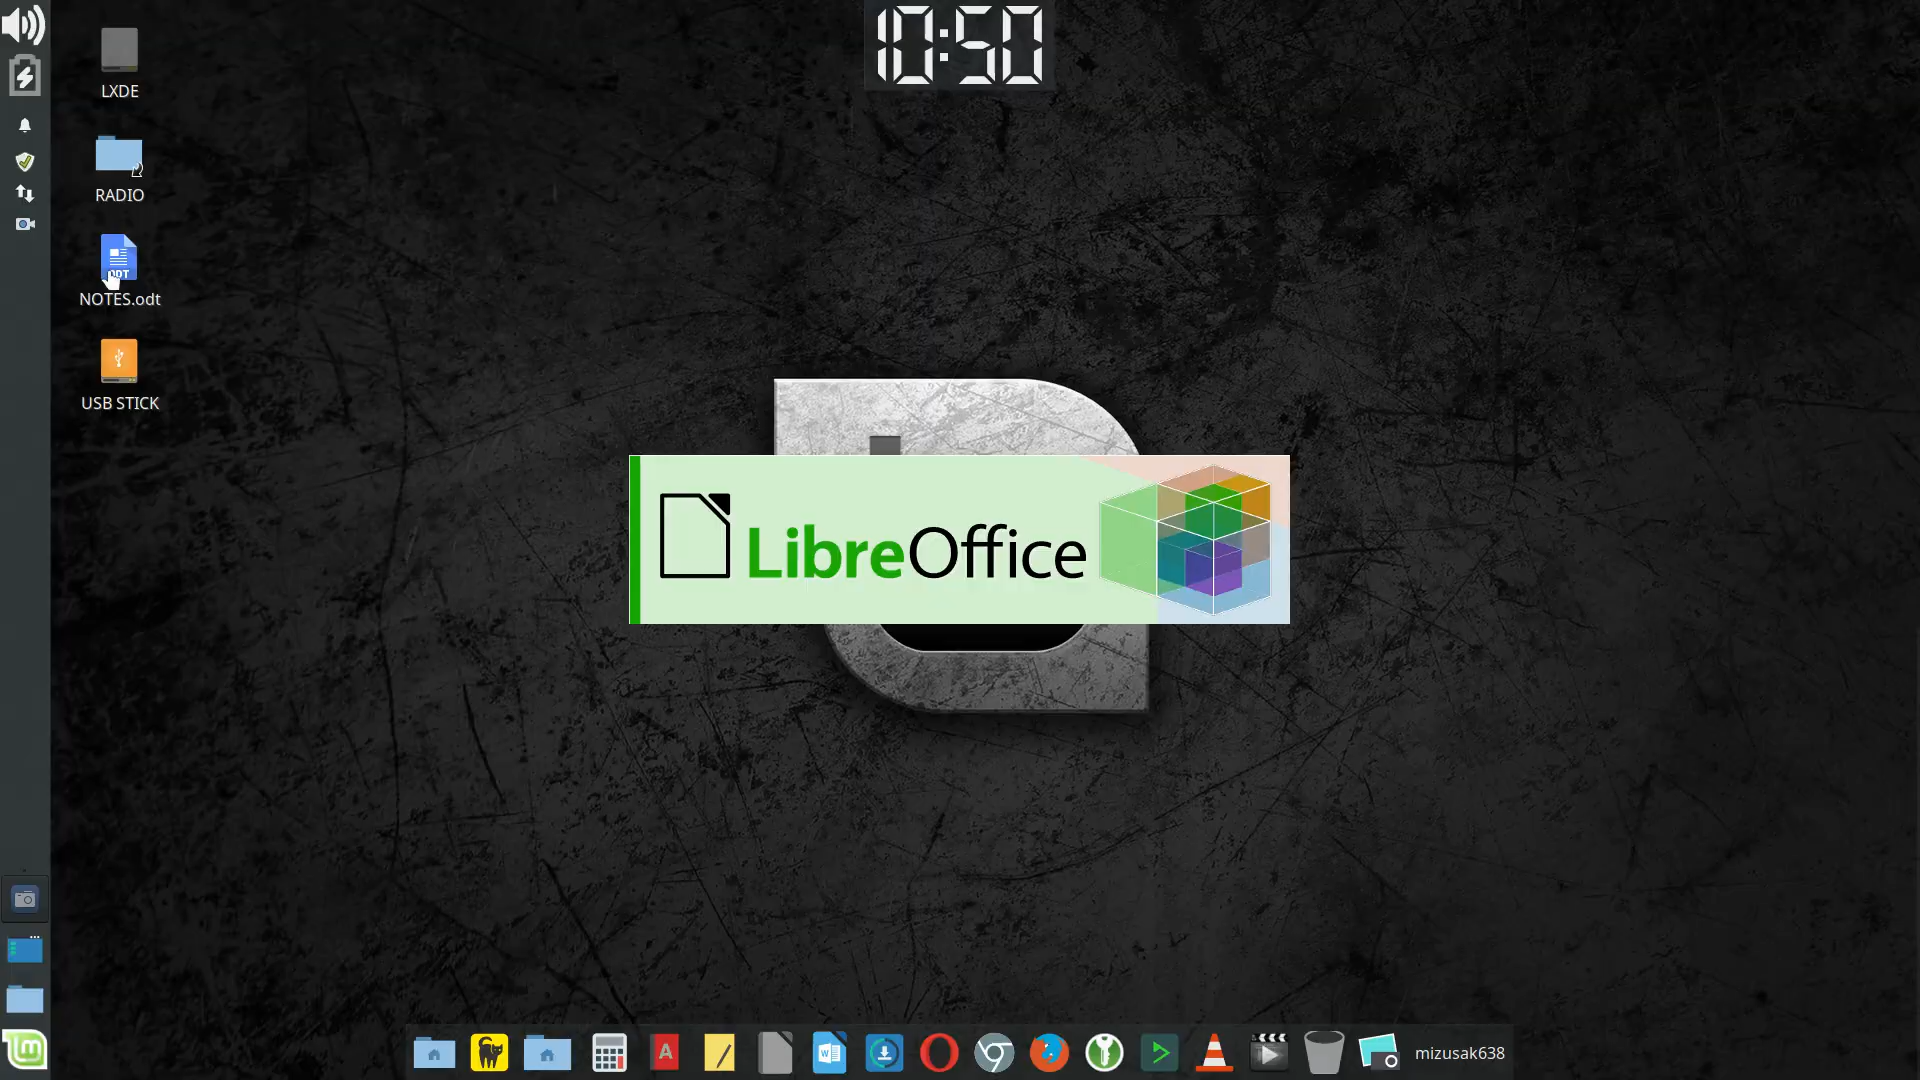 10:50
LXDE
RADIO
ODT
NOTES.odt
USB STICK
LibreOffice
A
W
mizusak638